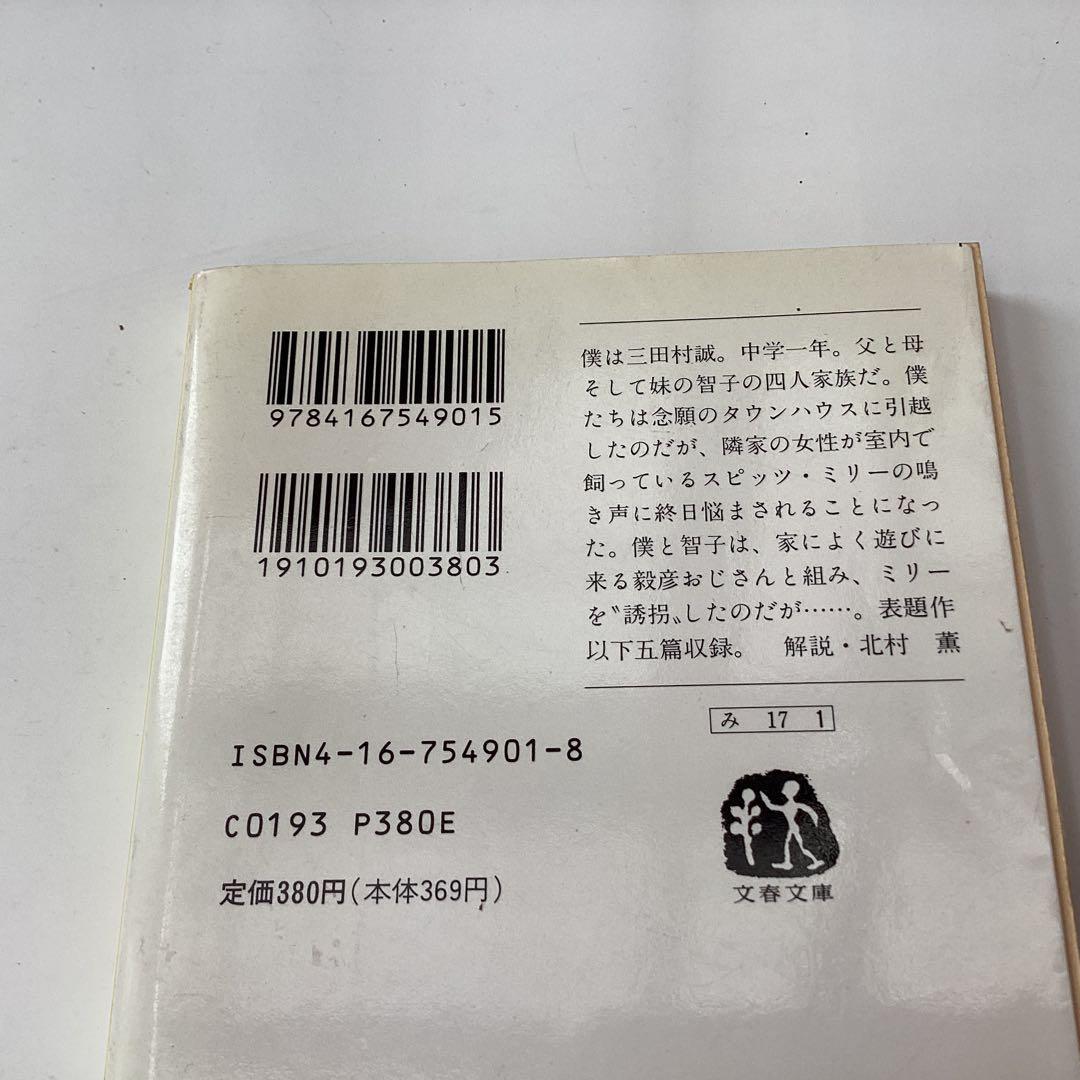 9784167549015
1910193003803
僕は三田村誠。中学一年。父と母
そして妹の智子の四人家族だ。僕
たちは念願のタウンハウスに引越
したのだが、隣家の女性が室内で
飼っているスピッツ・ミリーの鳴
き声に終日悩まされることになっ
た。僕と智子は、家によく遊びに
来る毅彦おじさんと組み、ミリー
を〝誘拐〟したのだが……。表題作
以下五篇収録。　解説・北村　薫
み 17 1
ISBN4-16-754901-8
C0193 P380E
定価380円(本体369円)
文春文庫